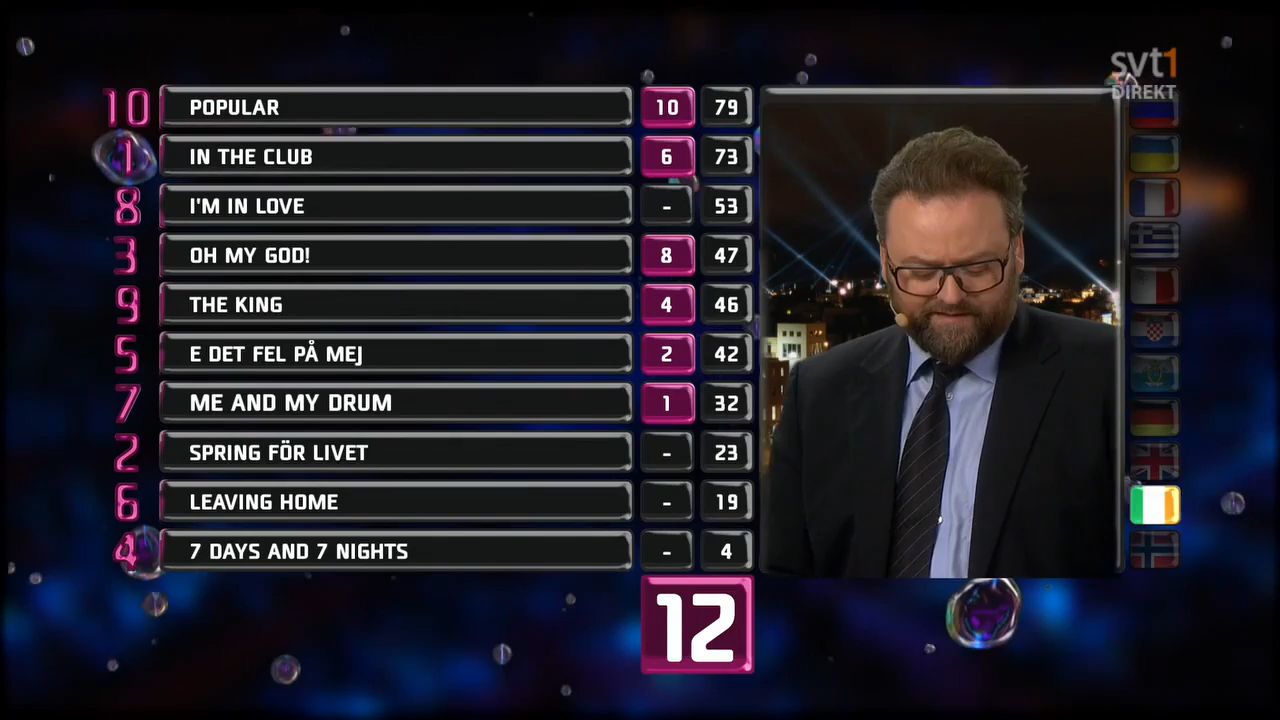 svt1
DIREKT
10 POPULAR 10 79
1 IN THE CLUB 6 73
8 I'M IN LOVE - 53
3 OH MY GOD! 8 47
9 THE KING 4 46
5 E DET FEL PÅ MEJ 2 42
7 ME AND MY DRUM 1 32
2 SPRING FÖR LIVET - 23
6 LEAVING HOME - 19
4 7 DAYS AND 7 NIGHTS - 4
12